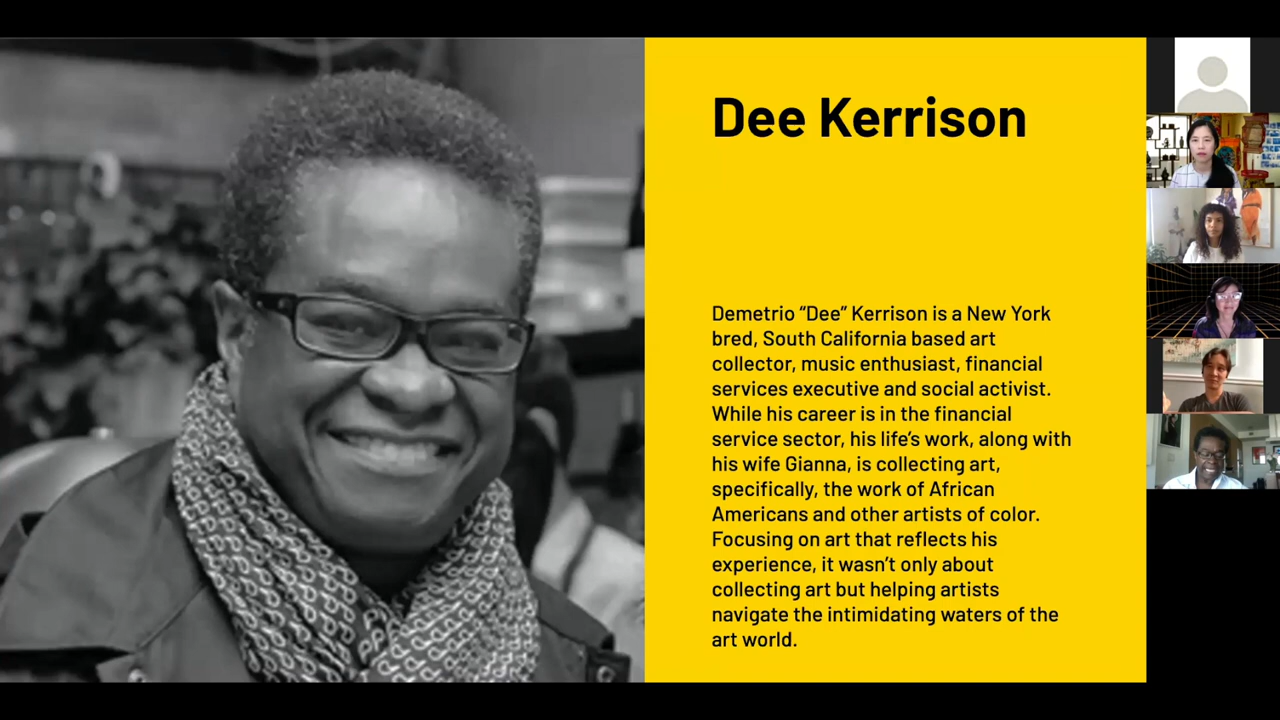 Dee Kerrison
Demetrio “Dee” Kerrison is a New York
bred, South California based art
collector, music enthusiast, financial
services executive and social activist.
While his career is in the financial
service sector, his life’s work, along with
his wife Gianna, is collecting art,
specifically, the work of African
Americans and other artists of color.
Focusing on art that reflects his
experience, it wasn’t only about
collecting art but helping artists
navigate the intimidating waters of the
art world.